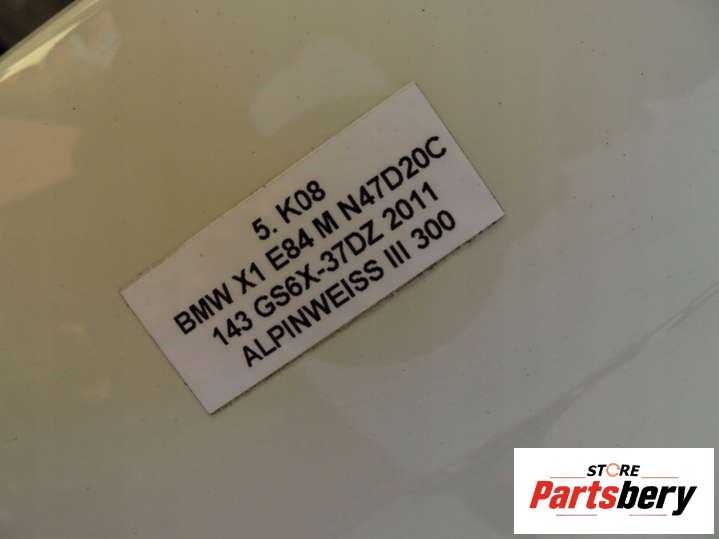 5. K08
BMW X1 E84 M N47D20C
143 GS6X-37DZ 2011
ALPINWEISS III 300
STORE
Partsbery